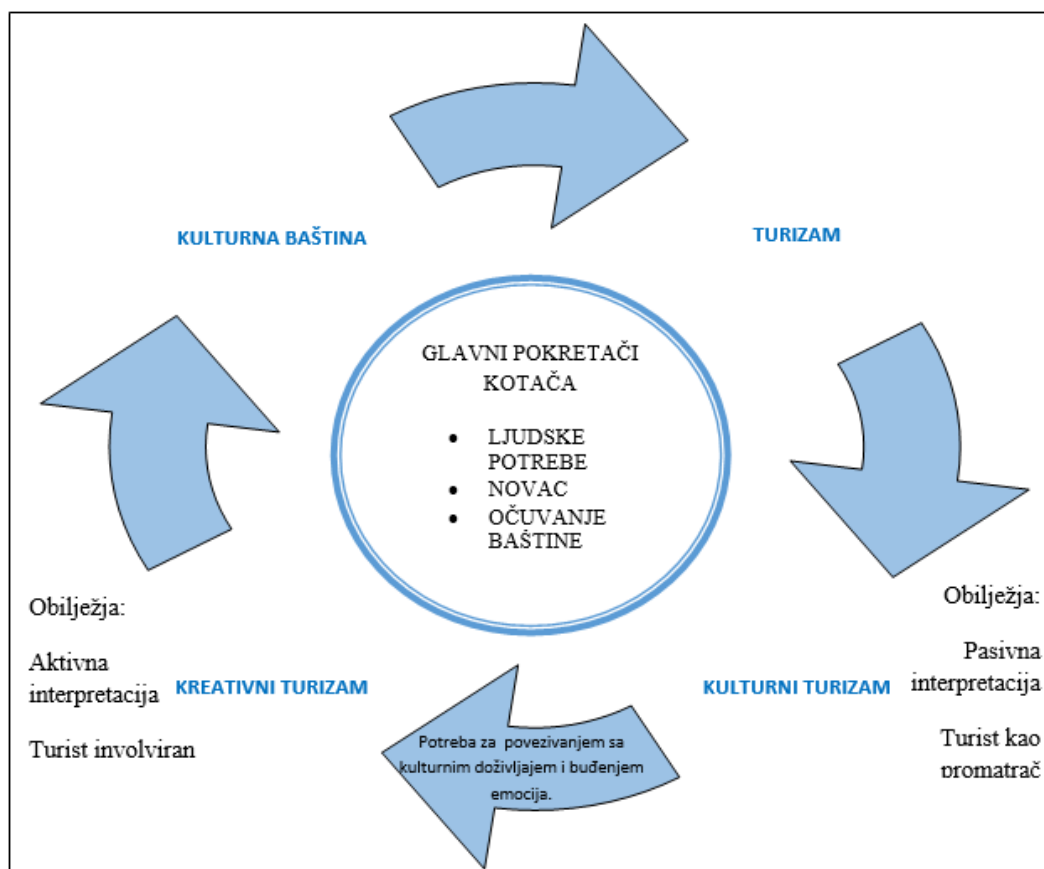 KULTURNA BAŠTINA
TURIZAM
GLAVNI POKRETAČI
KOTAČA
• LJUDSKE
POTREBE
• NOVAC
• OČUVANJE
BAŠTINE
Obilježja:
Aktivna
interpretacija
Turist involviran
KREATIVNI TURIZAM
Potreba za povezivanjem sa
kulturnim doživljajem i buđenjem
emocija.
KULTURNI TURIZAM
Obilježja:
Pasivna
interpretacija
Turist kao
promatrač